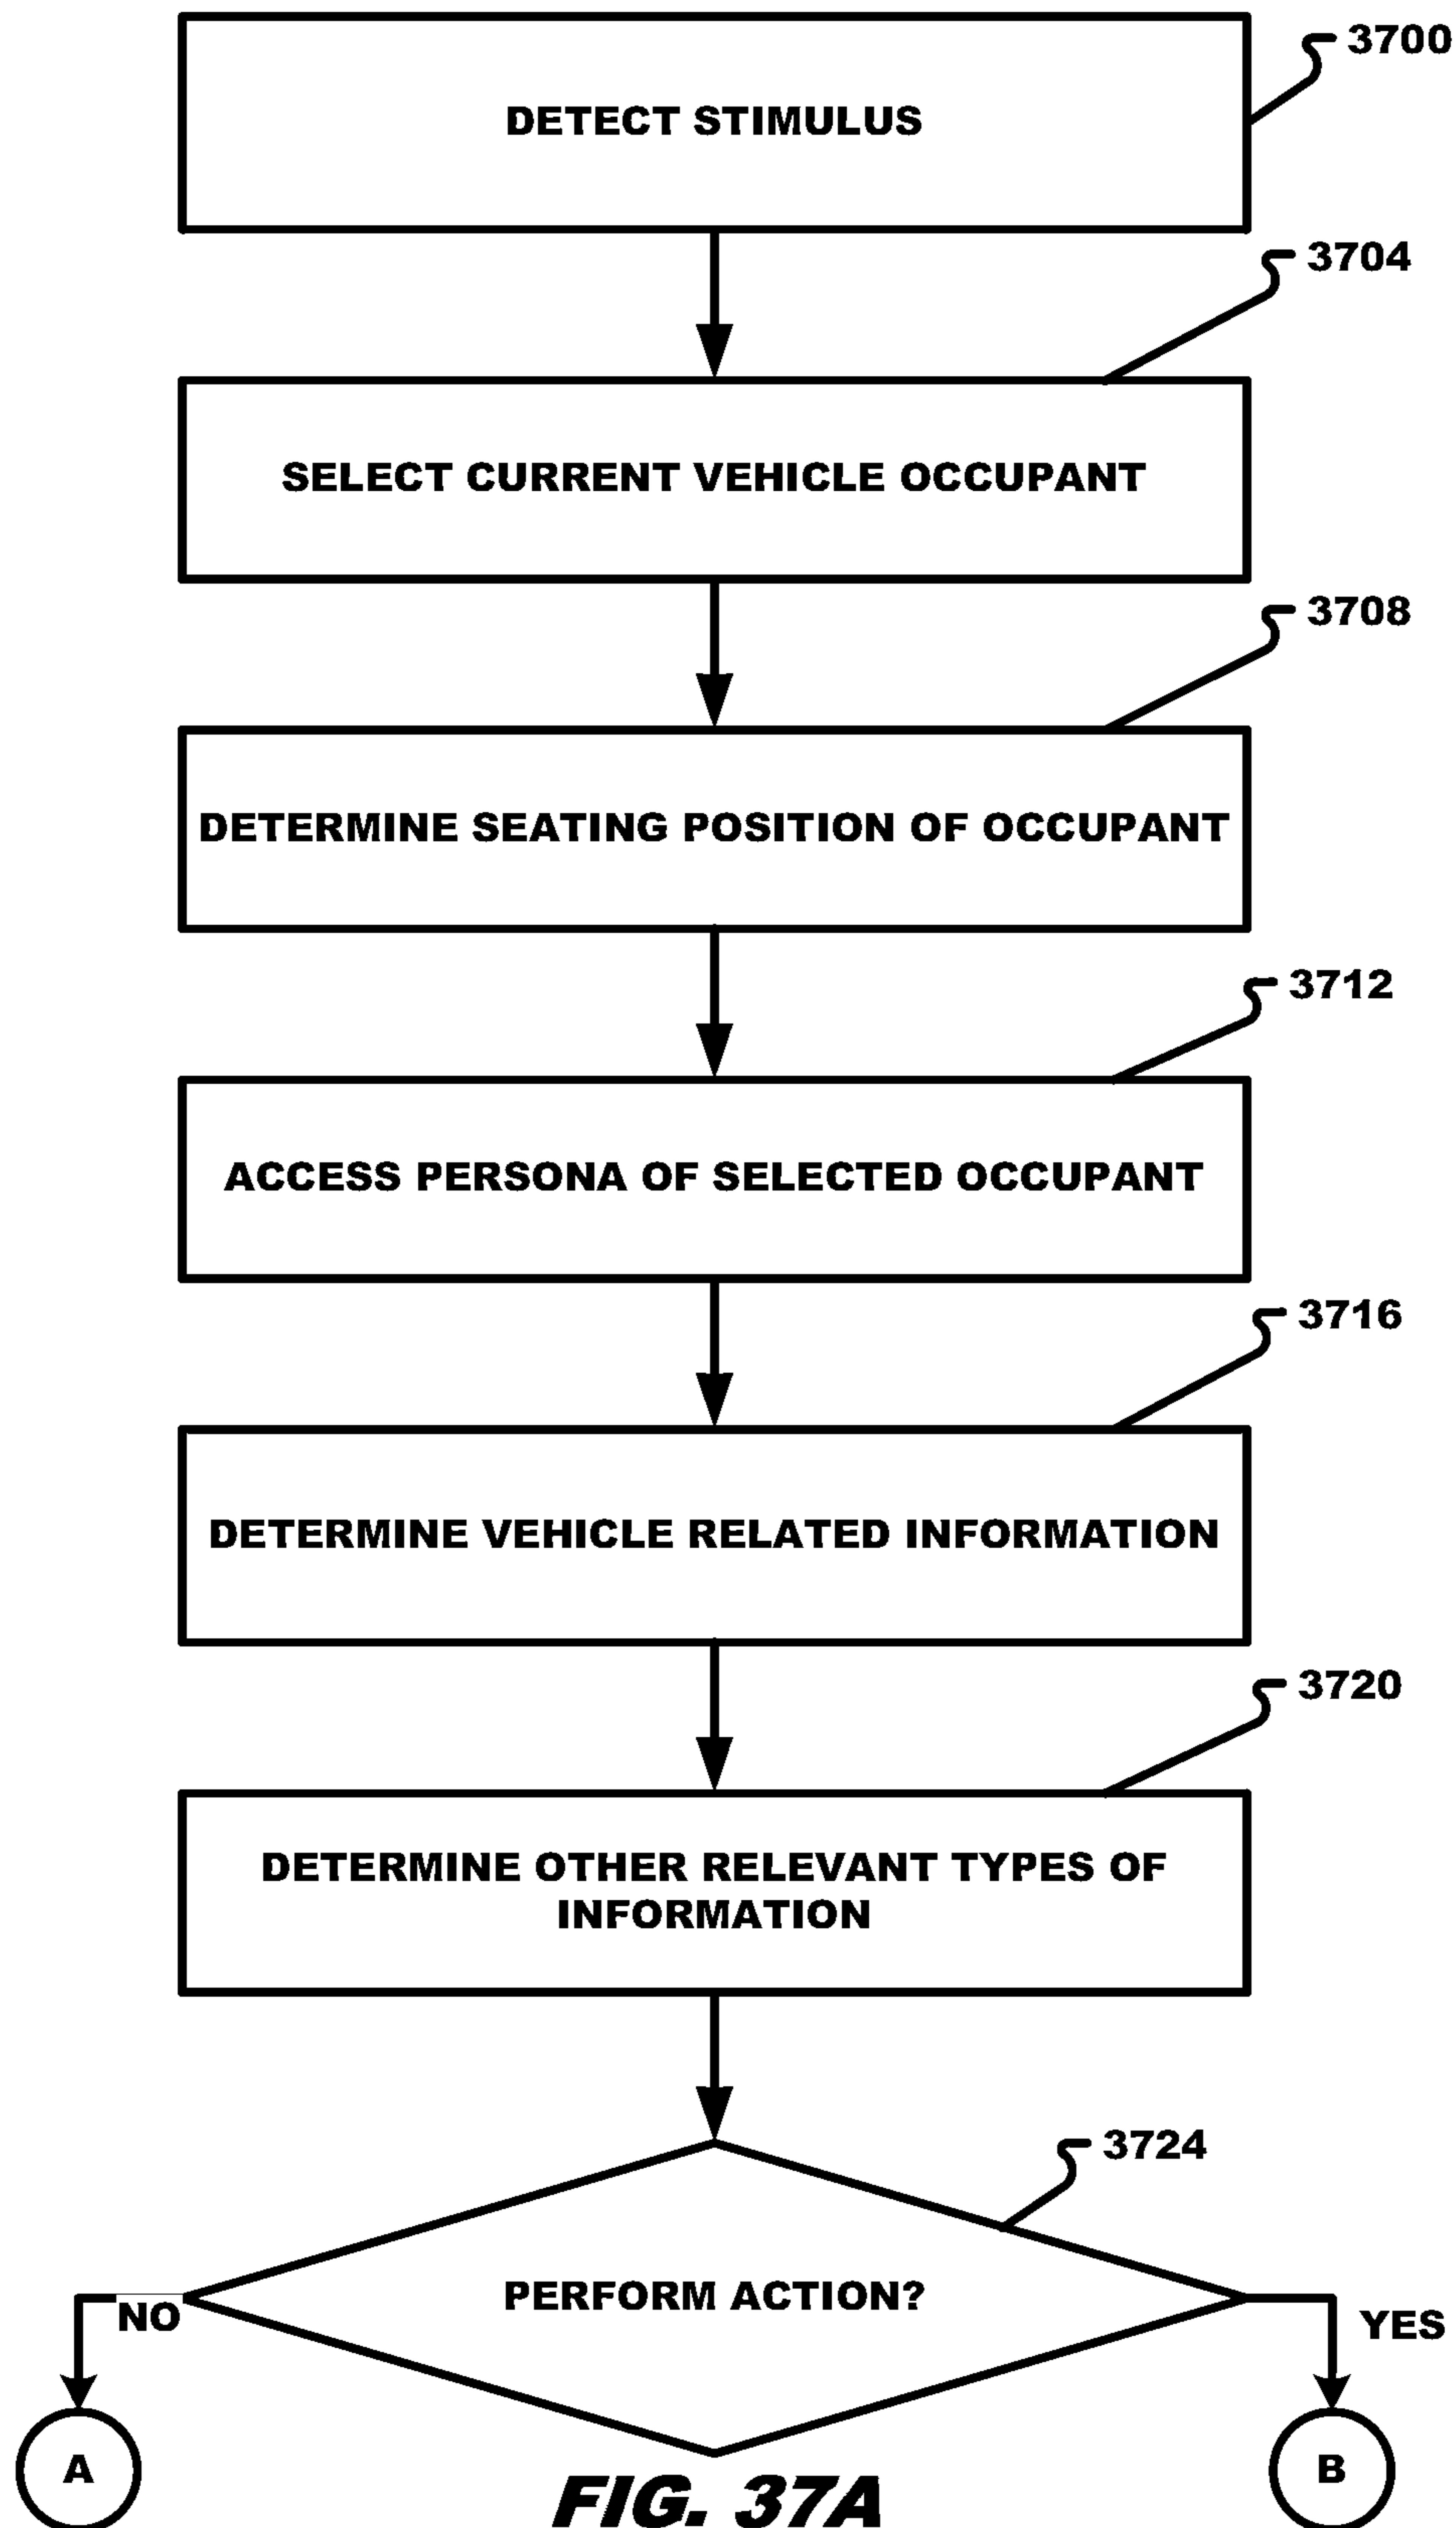 3700
DETECT STIMULUS
3704
SELECT CURRENT VEHICLE OCCUPANT
3708
DETERMINE SEATING POSITION OF OCCUPANT
3712
ACCESS PERSONA OF SELECTED OCCUPANT
3716
DETERMINE VEHICLE RELATED INFORMATION
3720
DETERMINE OTHER RELEVANT TYPES OF
INFORMATION
3724
PERFORM ACTION?
NO
YES
A
B
FIG. 37A